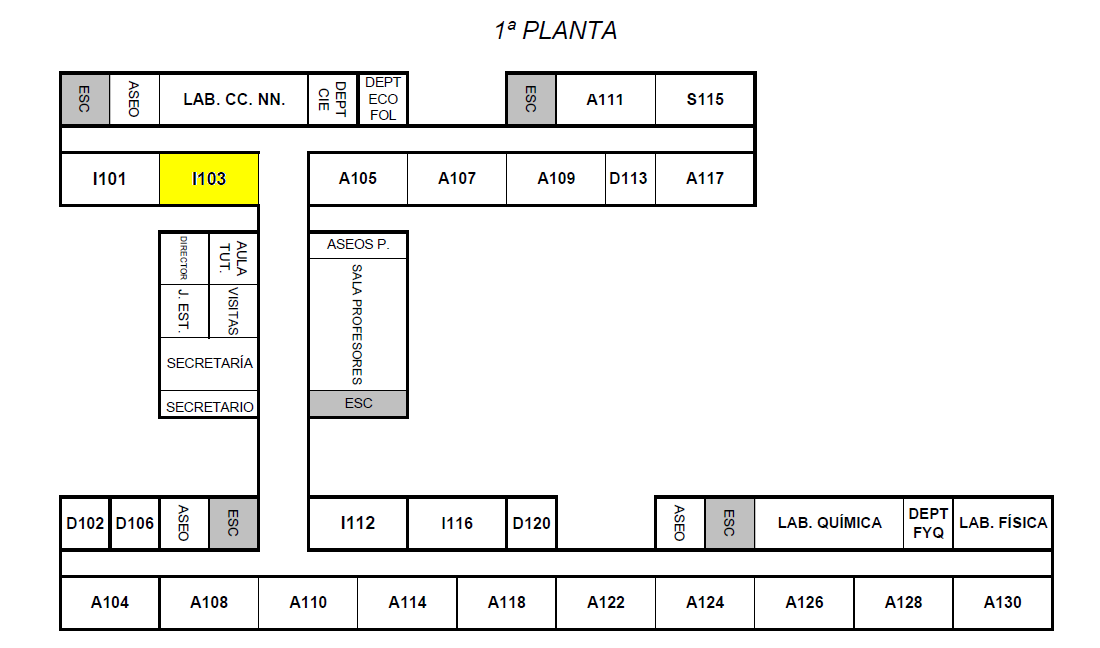 1ª PLANTA
ESC
ASEO
LAB. CC. NN.
DEPT
CIE
DEPT
ECO
FOL
ESC
A111
S115
I101
I103
A105
A107
A109
D113
A117
DIRECTOR
AULA
TUT.
ASEOS P.
J. EST.
VISITAS
SALA PROFESORES
SECRETARÍA
SECRETARIO
ESC
D102
D106
ASEO
ESC
I112
I116
D120
ASEO
ESC
LAB. QUÍMICA
DEPT
FYQ
LAB. FÍSICA
A104
A108
A110
A114
A118
A122
A124
A126
A128
A130